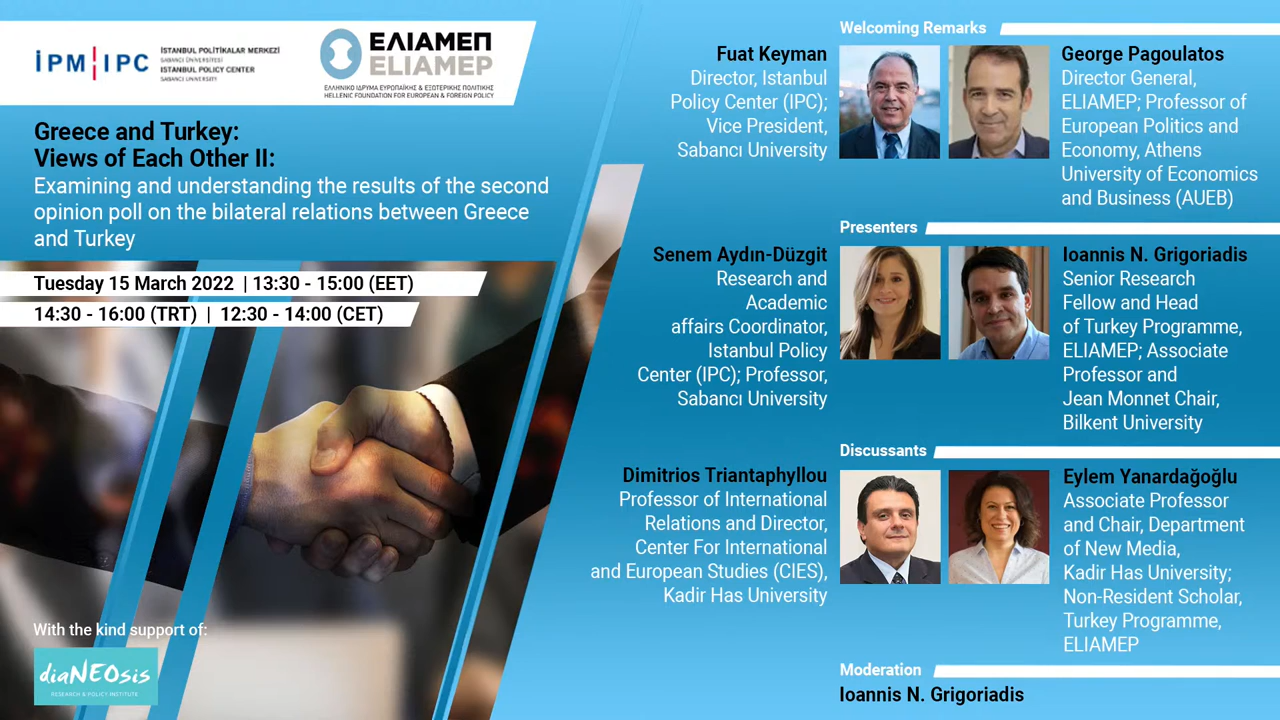 İPM|IPC
İSTANBUL POLİTİKALAR MERKEZİ
SABANCI ÜNİVERSİTESİ
ISTANBUL POLICY CENTER
SABANCI UNIVERSITY
ΕΛΙΑΜΕΠ
ELIAMEP
ΕΛΛΗΝΙΚΟ ΙΔΡΥΜΑ ΕΥΡΩΠΑΪΚΗΣ & ΕΞΩΤΕΡΙΚΗΣ ΠΟΛΙΤΙΚΗΣ
HELLENIC FOUNDATION FOR EUROPEAN & FOREIGN POLICY
Greece and Turkey:
Views of Each Other II:
Examining and understanding the results of the second
opinion poll on the bilateral relations between Greece
and Turkey
Tuesday 15 March 2022 | 13:30 - 15:00 (EET)
14:30 - 16:00 (TRT) | 12:30 - 14:00 (CET)
With the kind support of:
diaNEOsis
RESEARCH & POLICY INSTITUTE
Welcoming Remarks
Fuat Keyman
Director, Istanbul
Policy Center (IPC);
Vice President,
Sabancı University
George Pagoulatos
Director General,
ELIAMEP; Professor of
European Politics and
Economy, Athens
University of Economics
and Business (AUEB)
Presenters
Senem Aydın-Düzgit
Research and
Academic
affairs Coordinator,
Istanbul Policy
Center (IPC); Professor,
Sabancı University
Ioannis N. Grigoriadis
Senior Research
Fellow and Head
of Turkey Programme,
ELIAMEP; Associate
Professor and
Jean Monnet Chair,
Bilkent University
Discussants
Dimitrios Triantaphyllou
Professor of International
Relations and Director,
Center For International
and European Studies (CIES),
Kadir Has University
Eylem Yanardağoğlu
Associate Professor
and Chair, Department
of New Media,
Kadir Has University;
Non-Resident Scholar,
Turkey Programme,
ELIAMEP
Moderation
Ioannis N. Grigoriadis